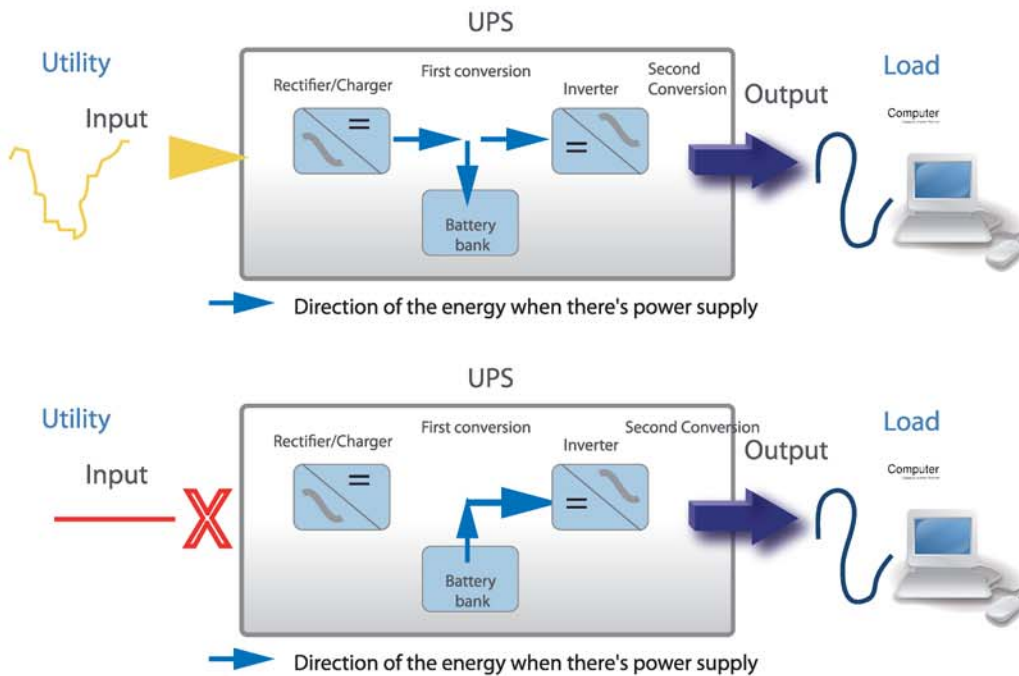 UPS
Utility
Input
Rectifier/Charger
First conversion
Inverter
Second
Conversion
Output
Load
Computer
Battery
bank
Direction of the energy when there's power supply
UPS
Utility
Input
Rectifier/Charger
First conversion
Inverter
Second Conversion
Output
Load
Computer
Battery
bank
Direction of the energy when there's power supply